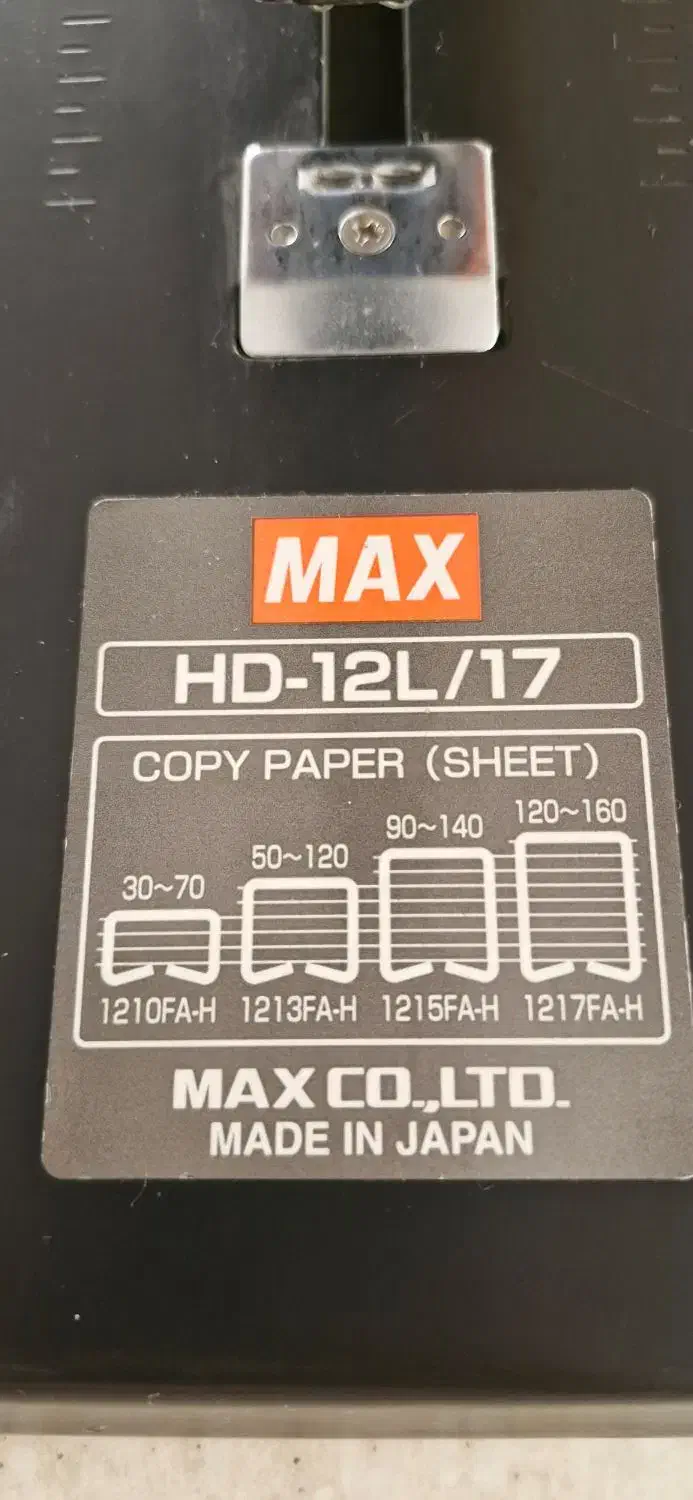 MAX
HD-12L/17
COPY PAPER (SHEET)
30~70 50~120 90~140 120~160
1210FA-H 1213FA-H 1215FA-H 1217FA-H
MAX CO.,LTD.
MADE IN JAPAN